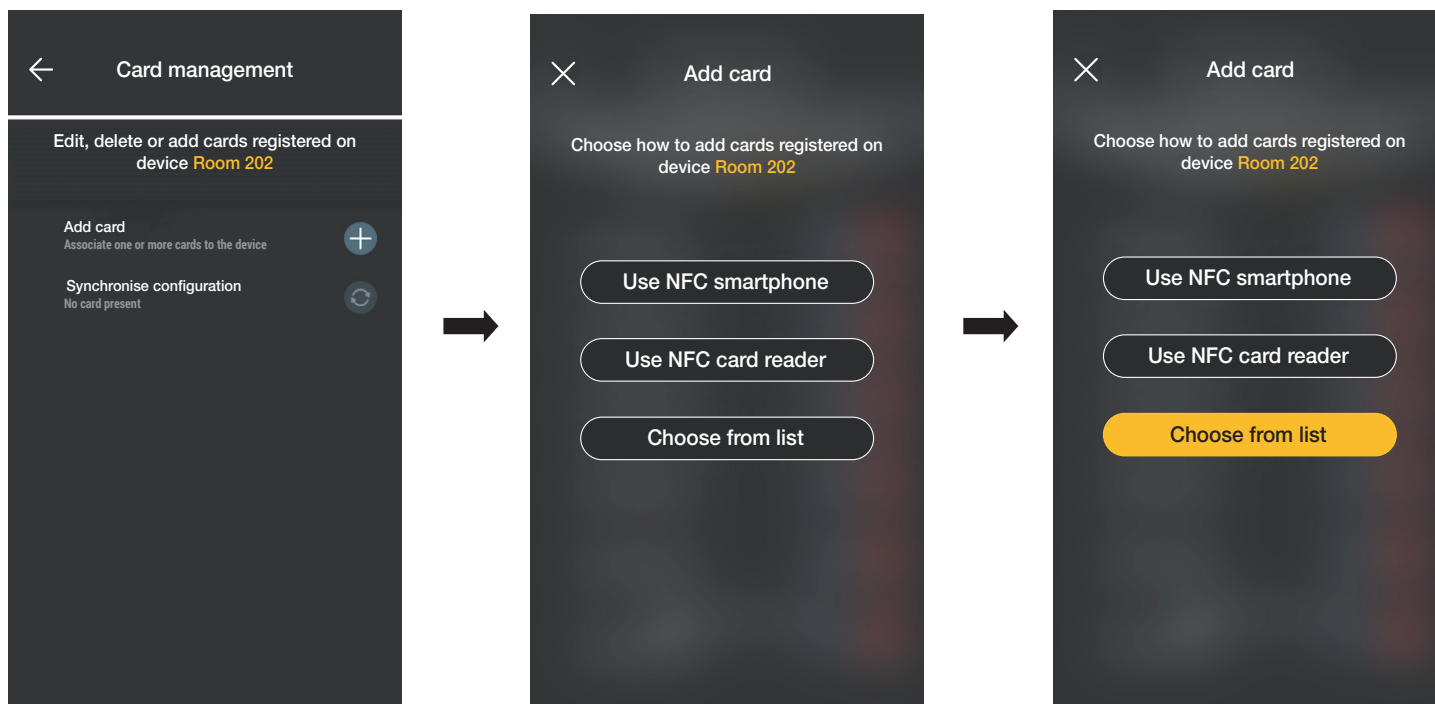 Card management
Edit, delete or add cards registered on
device Room 202
Add card
Associate one or more cards to the device
Synchronise configuration
No card present
Add card
Choose how to add cards registered on
device Room 202
Use NFC smartphone
Use NFC card reader
Choose from list
Add card
Choose how to add cards registered on
device Room 202
Use NFC smartphone
Use NFC card reader
Choose from list